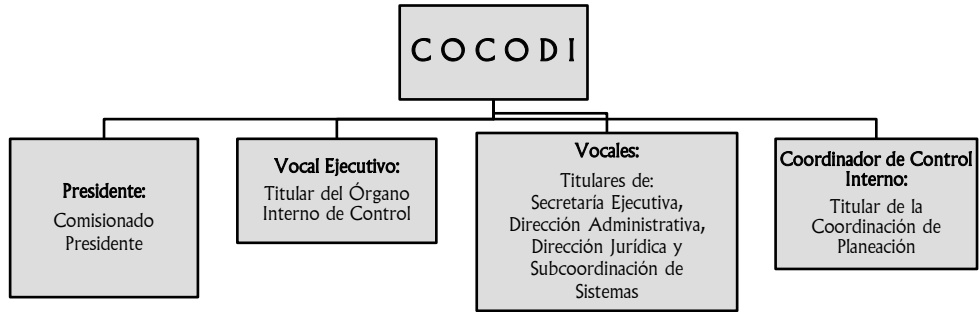 C O C O D I
Presidente:
Comisionado
Presidente
Vocal Ejecutivo:
Titular del Órgano
Interno de Control
Vocales:
Titulares de:
Secretaría Ejecutiva,
Dirección Administrativa,
Dirección Jurídica y
Subcoordinación de
Sistemas
Coordinador de Control
Interno:
Titular de la
Coordinación de
Planeación